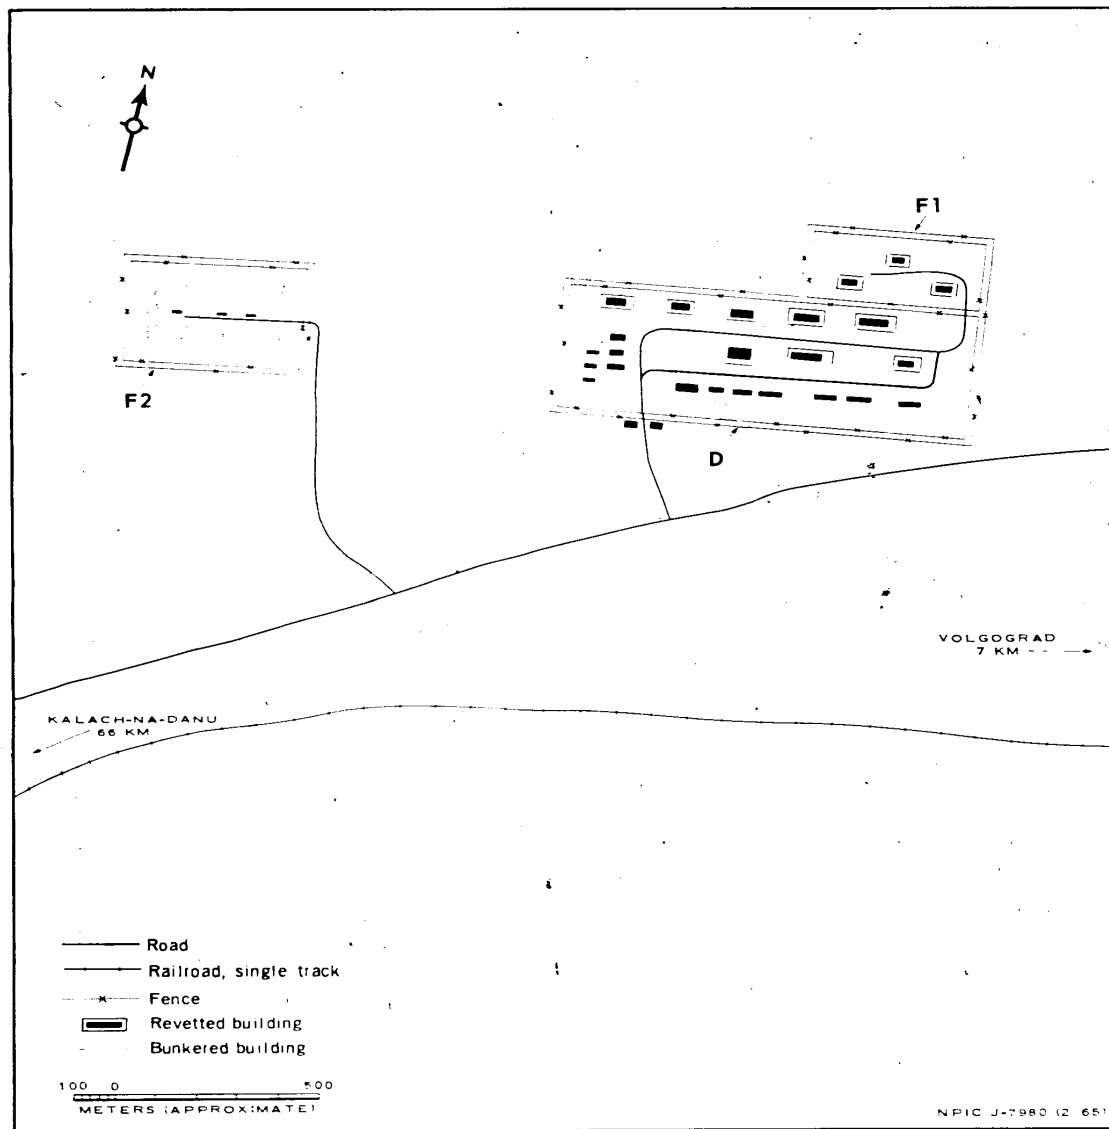 N
F1
F2
D
VOLGOGRAD
7 KM
KALACH-NA-DANU
66 KM
Road
Railroad, single track
Fence
Revetted building
Bunkered building
100 0 500
METERS (APPROXIMATE)
NPIC J-7980 (2 65)